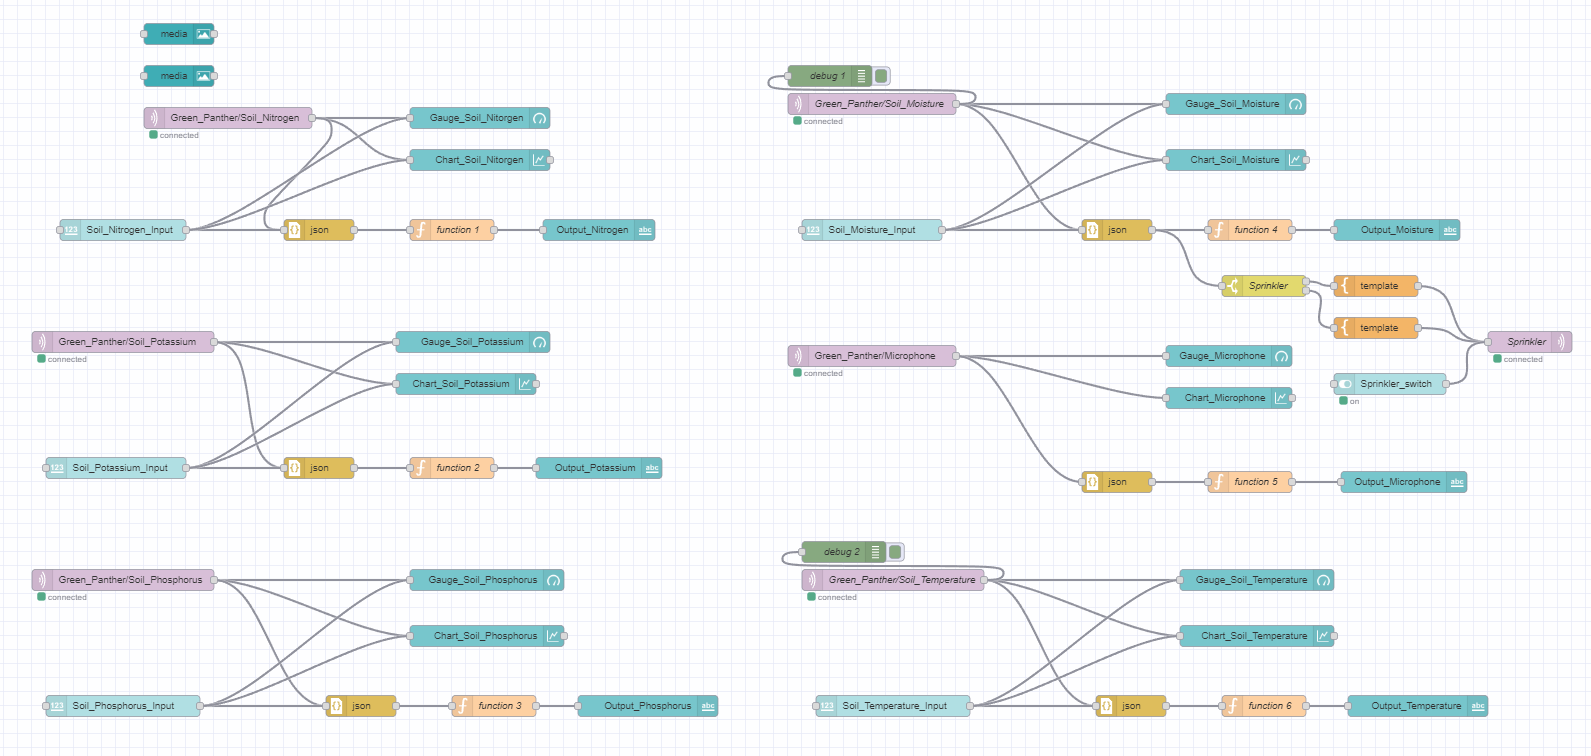 media
media
Green_Panther/Soil_Nitrogen
connected
Gauge_Soil_Nitorgen
Chart_Soil_Nitorgen
123 Soil_Nitrogen_Input
json
function 1
Output_Nitrogen abc
Green_Panther/Soil_Potassium
connected
Gauge_Soil_Potassium
Chart_Soil_Potassium
123 Soil_Potassium_Input
json
function 2
Output_Potassium abc
Green_Panther/Soil_Phosphorus
connected
Gauge_Soil_Phosphorus
Chart_Soil_Phosphorus
123 Soil_Phosphorus_Input
json
function 3
Output_Phosphorus abc
debug 1
Green_Panther/Soil_Moisture
connected
Gauge_Soil_Moisture
Chart_Soil_Moisture
123 Soil_Moisture_Input
json
function 4
Output_Moisture abc
Sprinkler
template
template
Sprinkler
connected
Sprinkler_switch
on
Green_Panther/Microphone
connected
Gauge_Microphone
Chart_Microphone
json
function 5
Output_Microphone abc
debug 2
Green_Panther/Soil_Temperature
connected
Gauge_Soil_Temperature
Chart_Soil_Temperature
123 Soil_Temperature_Input
json
function 6
Output_Temperature abc